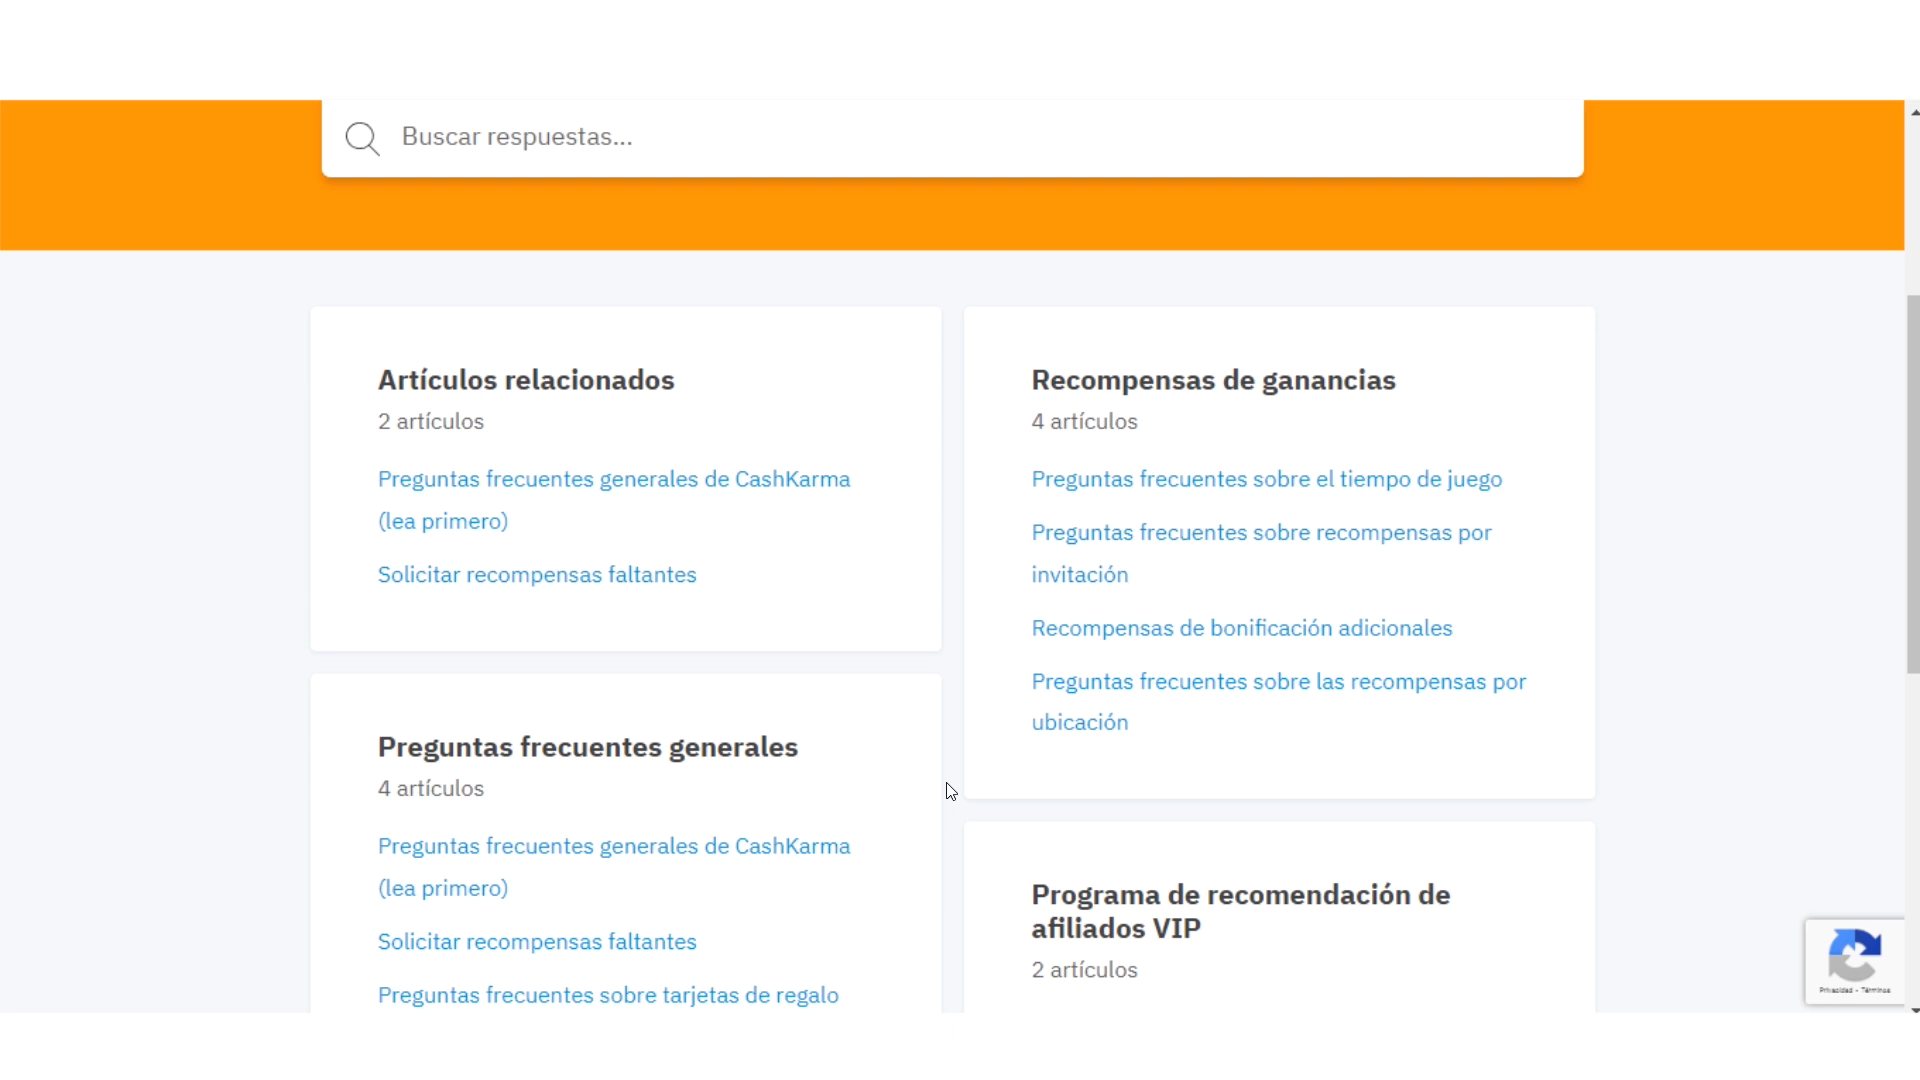 Buscar respuestas...
Artículos relacionados
2 artículos
Preguntas frecuentes generales de CashKarma
(lea primero)
Solicitar recompensas faltantes
Preguntas frecuentes generales
4 artículos
Preguntas frecuentes generales de CashKarma
(lea primero)
Solicitar recompensas faltantes
Preguntas frecuentes sobre tarjetas de regalo
Recompensas de ganancias
4 artículos
Preguntas frecuentes sobre el tiempo de juego
Preguntas frecuentes sobre recompensas por
invitación
Recompensas de bonificación adicionales
Preguntas frecuentes sobre las recompensas por
ubicación
Programa de recomendación de
afiliados VIP
2 artículos
Privacidad - Términos